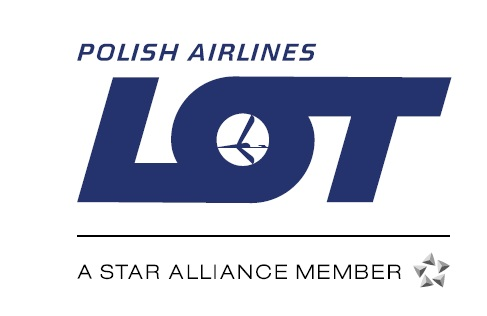 POLISH AIRLINES
LOT
A STAR ALLIANCE MEMBER